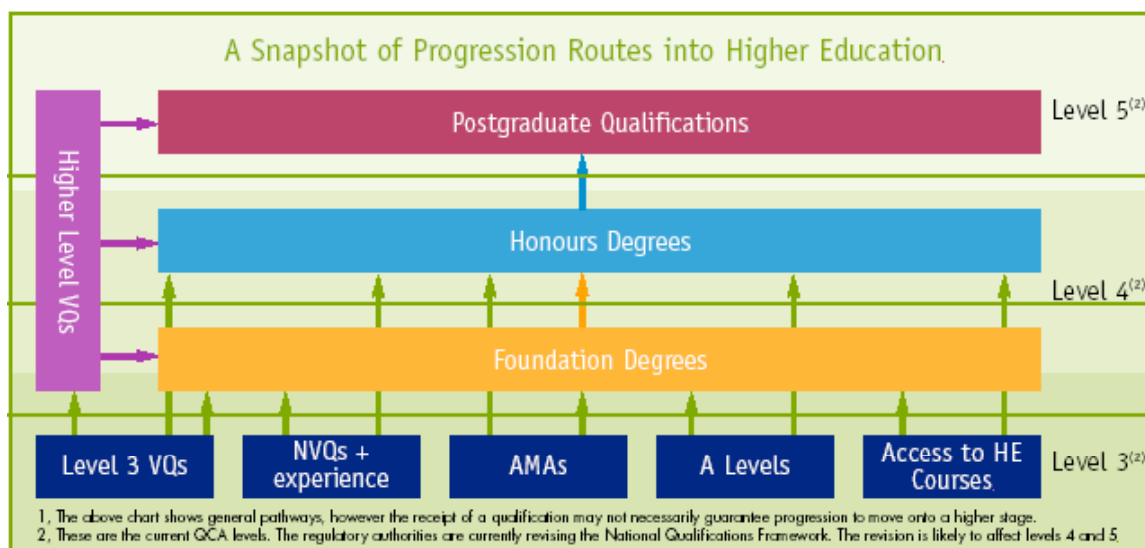 A Snapshot of Progression Routes into Higher Education.
Postgraduate Qualifications
Level 5(2)
Higher Level VQs
Honours Degrees
Level 4(2)
Foundation Degrees
Level 3 VQs
NVQs +
experience
AMAs
A Levels
Access to HE
Courses
Level 3(2)
1, The above chart shows general pathways, however the receipt of a qualification may not necessarily guarantee progression to move onto a higher stage.
2, These are the current QCA levels. The regulatory authorities are currently revising the National Qualifications Framework. The revision is likely to affect levels 4 and 5.